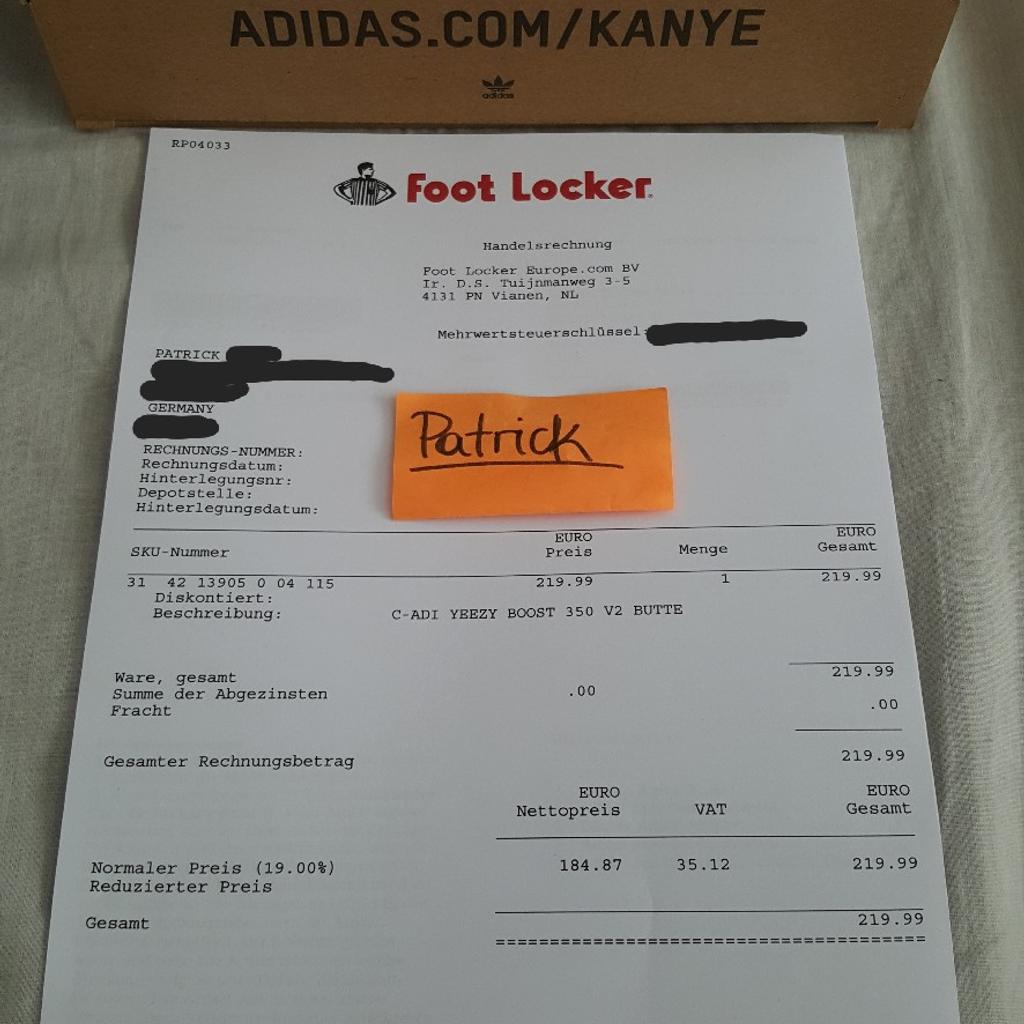 ADIDAS.COM/KANYE
adidas
RP04033
Foot Locker
Handelsrechnung
Foot Locker Europe.com BV
Ir. D.S. Tuijnmanweg 3-5
4131 PN Vianen, NL
Mehrwertsteuerschlüssel:
PATRICK
GERMANY
Patrick
RECHNUNGS-NUMMER:
Rechnungsdatum:
Hinterlegungsnr:
Depotstelle:
Hinterlegungsdatum:
SKU-Nummer EURO Preis Menge EURO Gesamt
31 42 13905 0 04 115 219.99 1 219.99
Diskontiert:
Beschreibung: C-ADI YEEZY BOOST 350 V2 BUTTE
Ware, gesamt 219.99
Summe der Abgezinsten .00
Fracht .00
Gesamter Rechnungsbetrag 219.99
EURO EURO
Nettopreis VAT Gesamt
Normaler Preis (19.00%) 184.87 35.12 219.99
Reduzierter Preis
Gesamt 219.99
========================================